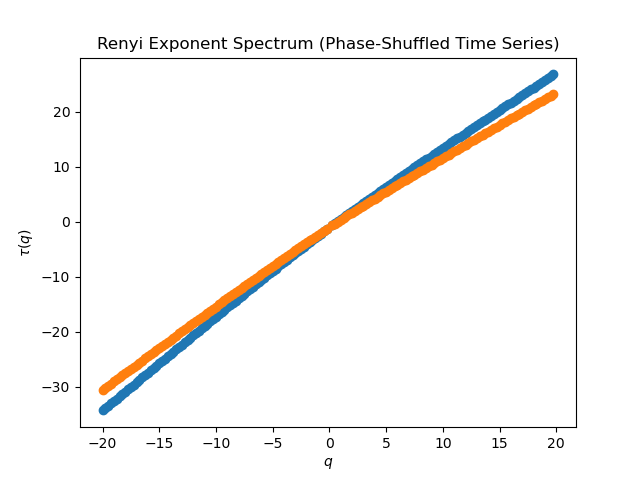 Renyi Exponent Spectrum (Phase-Shuffled Time Series)
τ(q)
20
10
0
−10
−20
−30
−20 −15 −10 −5 0 5 10 15 20
q